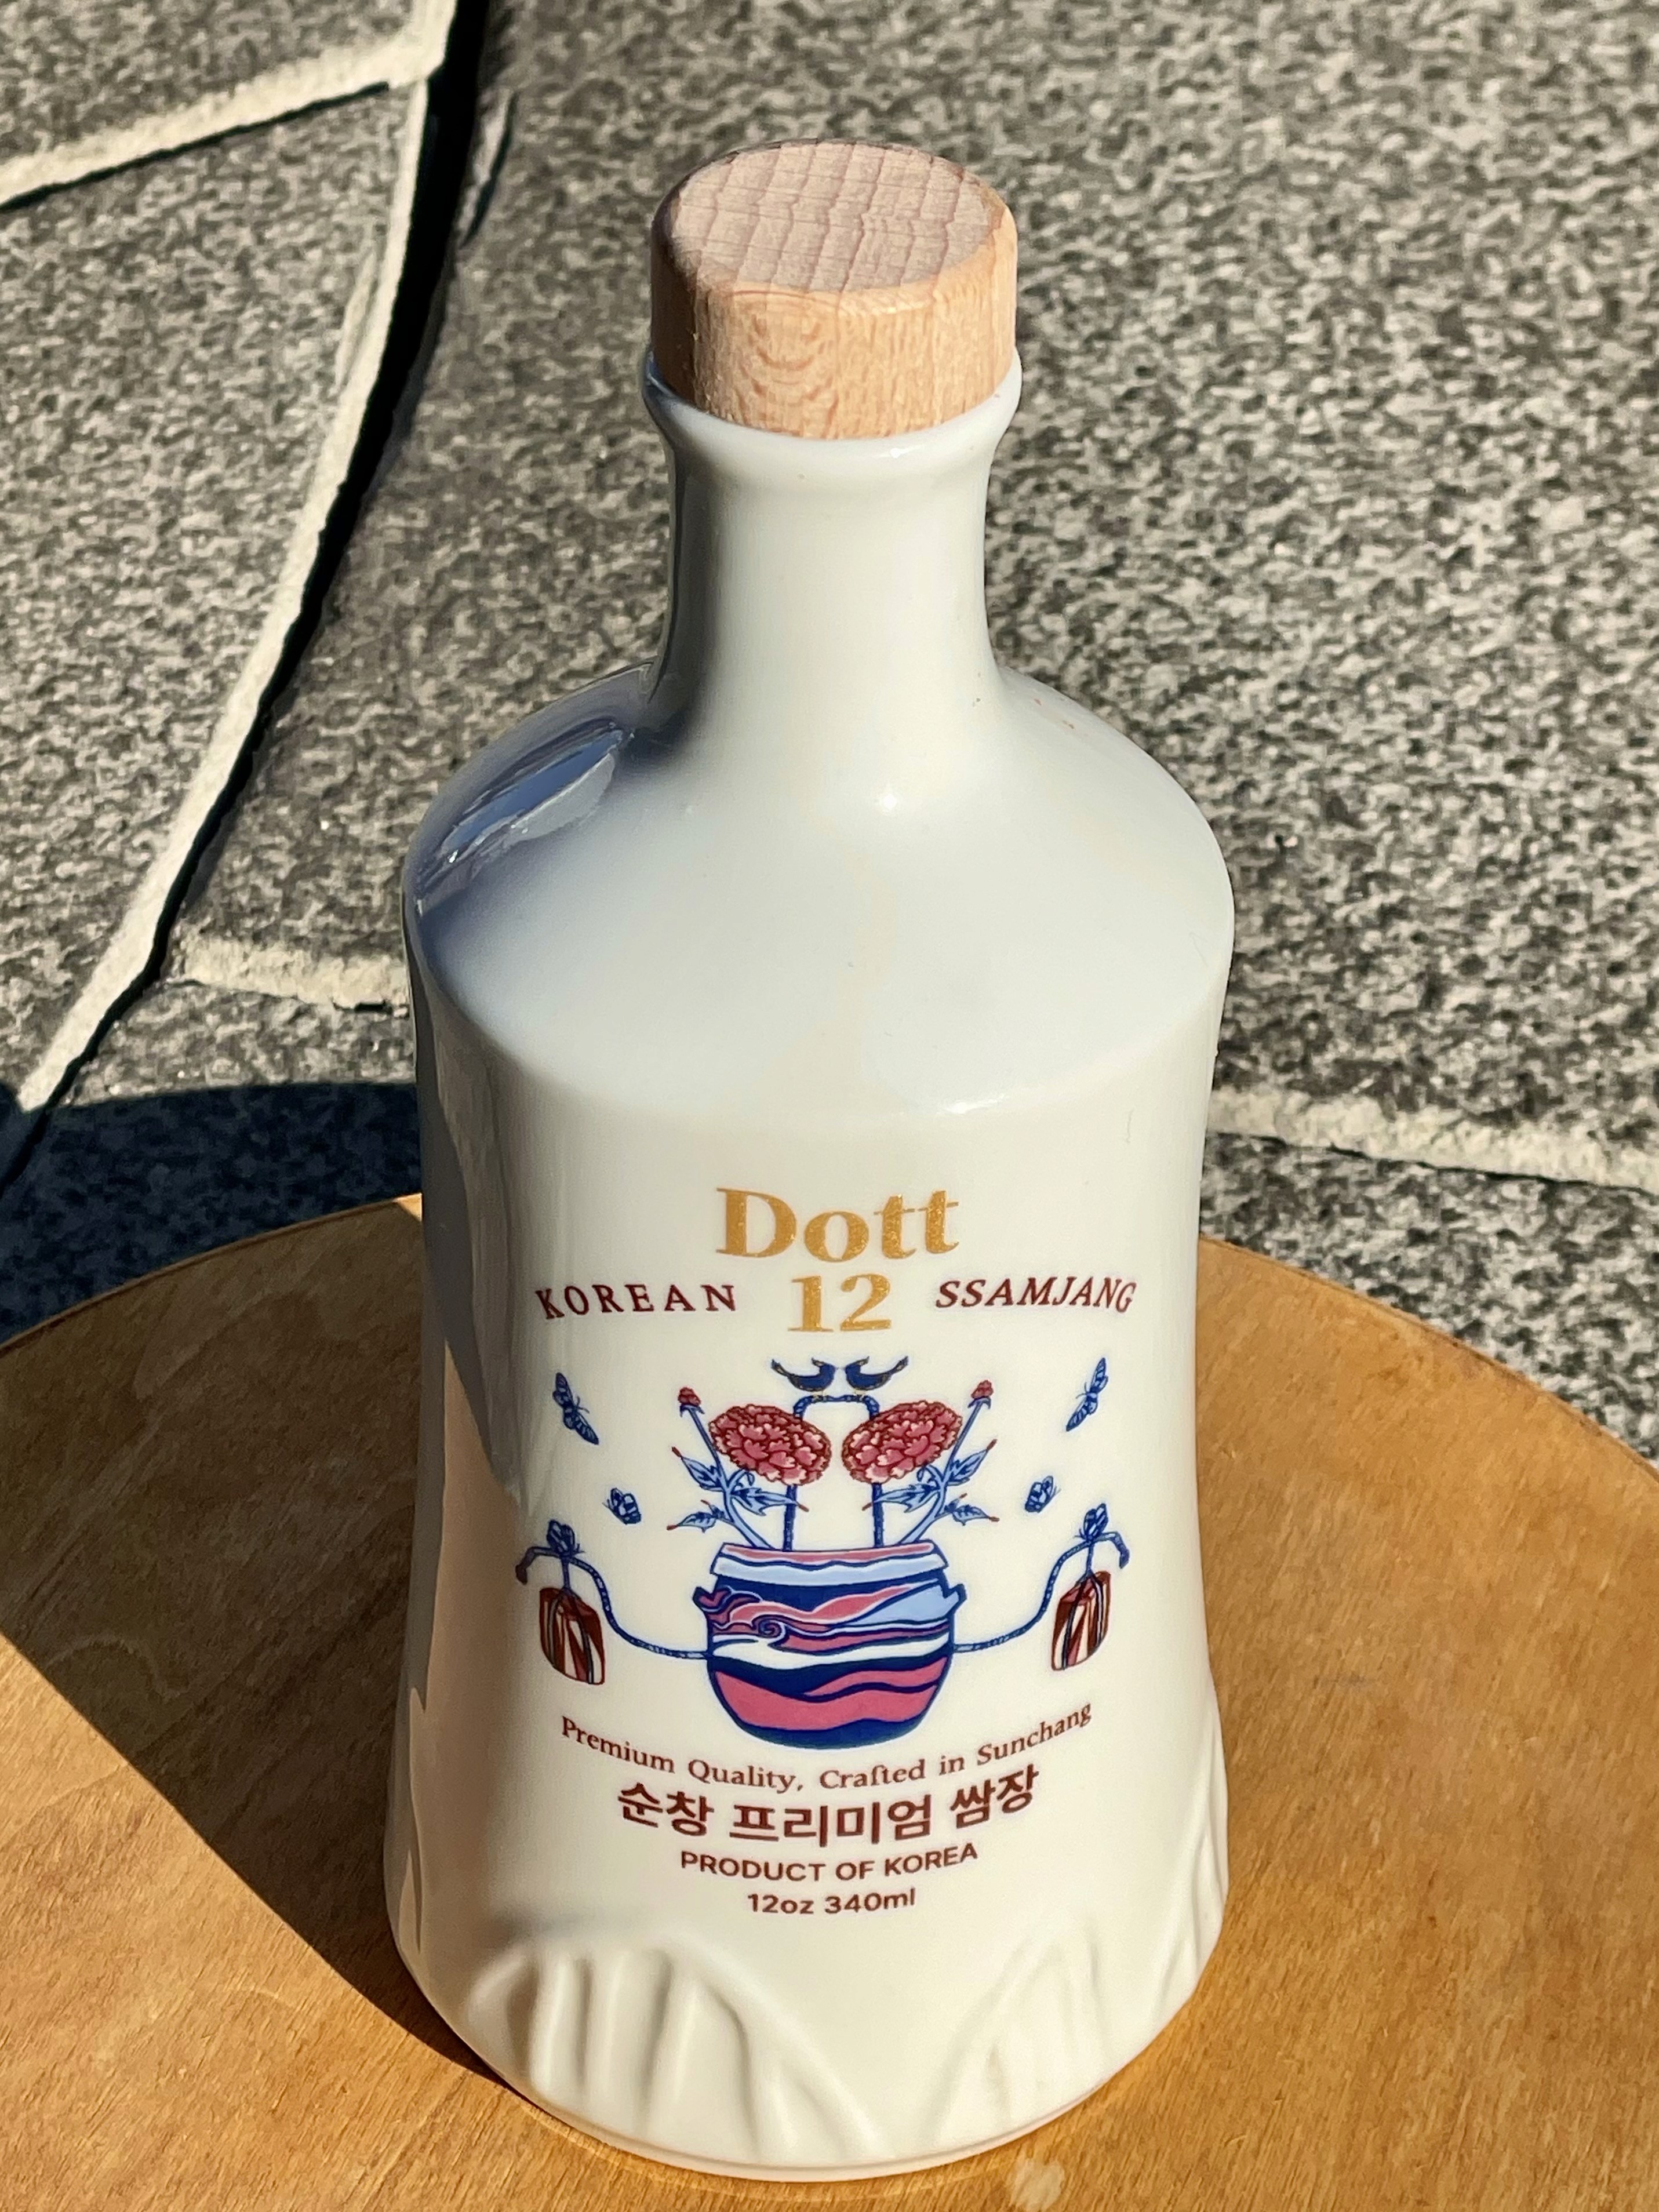 Dott
KOREAN 12 SSAMJANG
Premium Quality, Crafted in Sunchang
순창 프리미엄 쌈장
PRODUCT OF KOREA
12oz 340ml